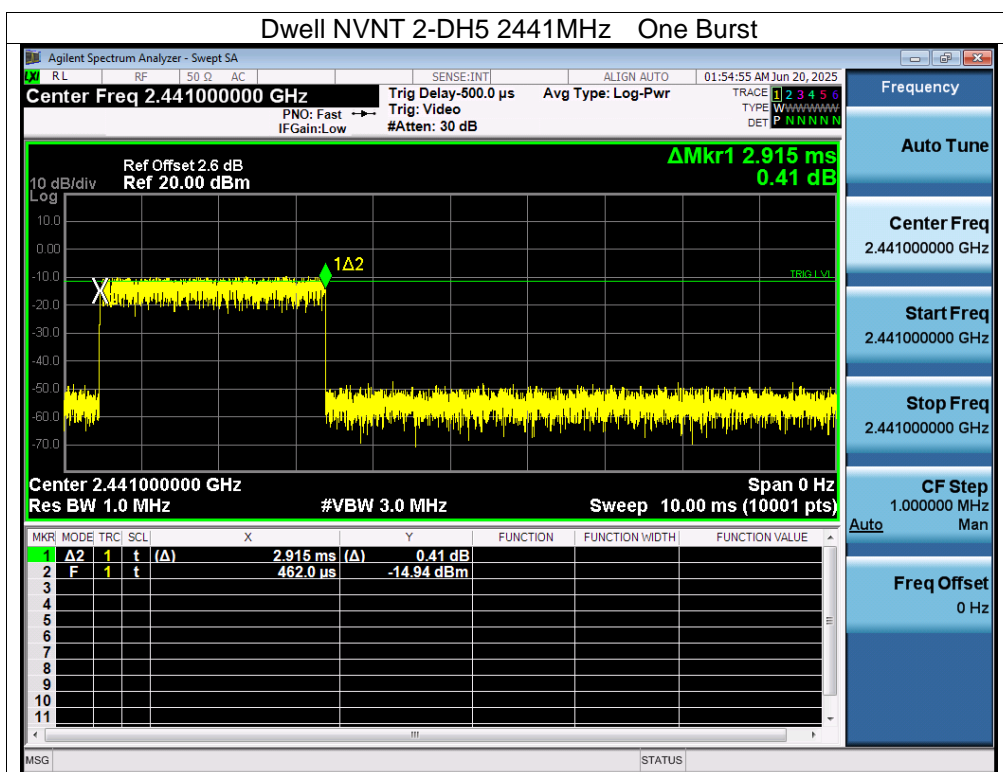 Dwell NVNT 2-DH5 2441MHz One Burst
Agilent Spectrum Analyzer - Swept SA
LXI RL RF 50 Ω AC SENSE:INT ALIGN AUTO 01:54:55 AM Jun 20, 2025
Center Freq 2.441000000 GHz
PNO: Fast
IFGain:Low
Trig Delay-500.0 µs
Trig: Video
#Atten: 30 dB
Avg Type: Log-Pwr
TRACE 1 2 3 4 5 6
TYPE WWWWWW
DET P NNNNN
ΔMkr1 2.915 ms
0.41 dB
Ref Offset 2.6 dB
10 dB/div Ref 20.00 dBm
Log
10.0
0.00
-10.0
-20.0
-30.0
-40.0
-50.0
-60.0
-70.0
1Δ2
TRIG LVL
Center 2.441000000 GHz Span 0 Hz
Res BW 1.0 MHz #VBW 3.0 MHz Sweep 10.00 ms (10001 pts)
MKR MODE TRC SCL X Y FUNCTION FUNCTION WIDTH FUNCTION VALUE
1 Δ2 1 t (Δ) 2.915 ms (Δ) 0.41 dB
2 F 1 t 462.0 µs -14.94 dBm
3
4
5
6
7
8
9
10
11
MSG STATUS
Frequency
Auto Tune
Center Freq
2.441000000 GHz
Start Freq
2.441000000 GHz
Stop Freq
2.441000000 GHz
CF Step
1.000000 MHz
Auto Man
Freq Offset
0 Hz